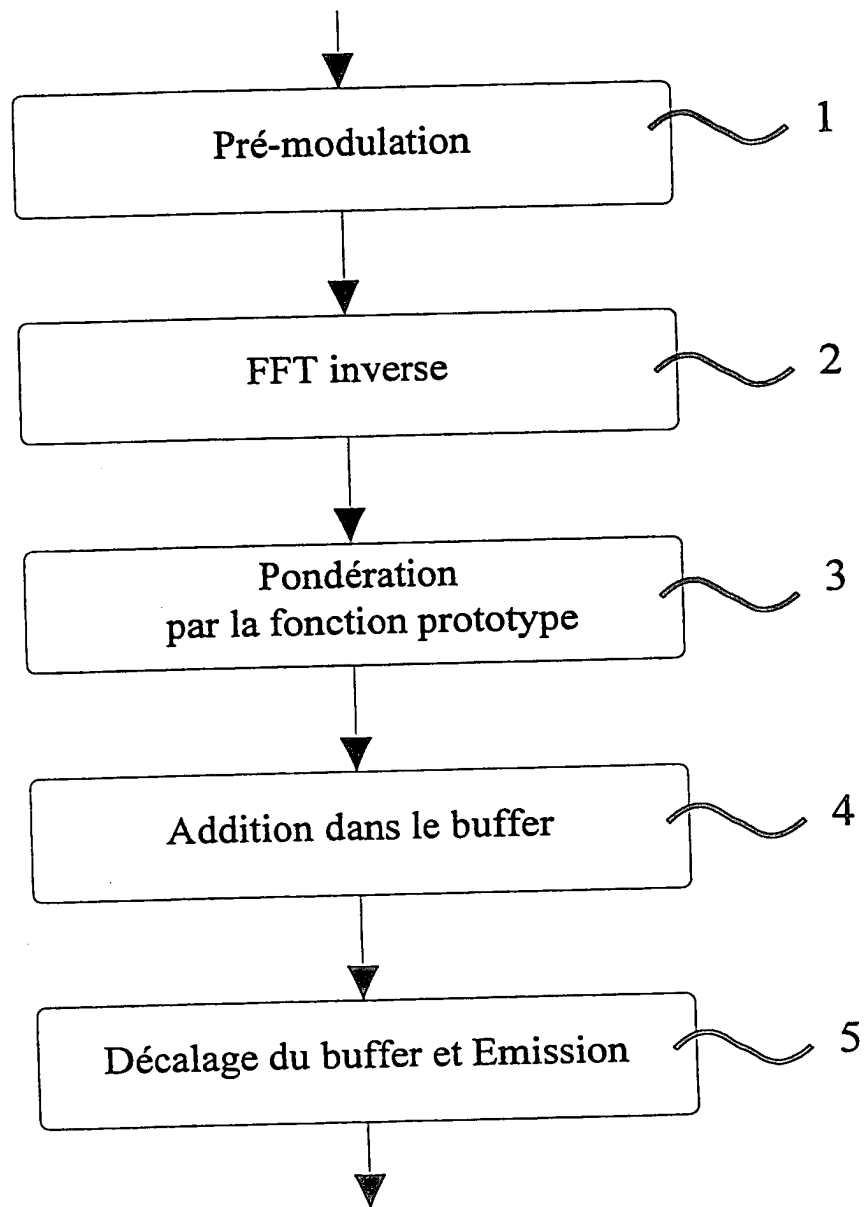 Pré-modulation
1
FFT inverse
2
Pondération
par la fonction prototype
3
Addition dans le buffer
4
Décalage du buffer et Emission
5